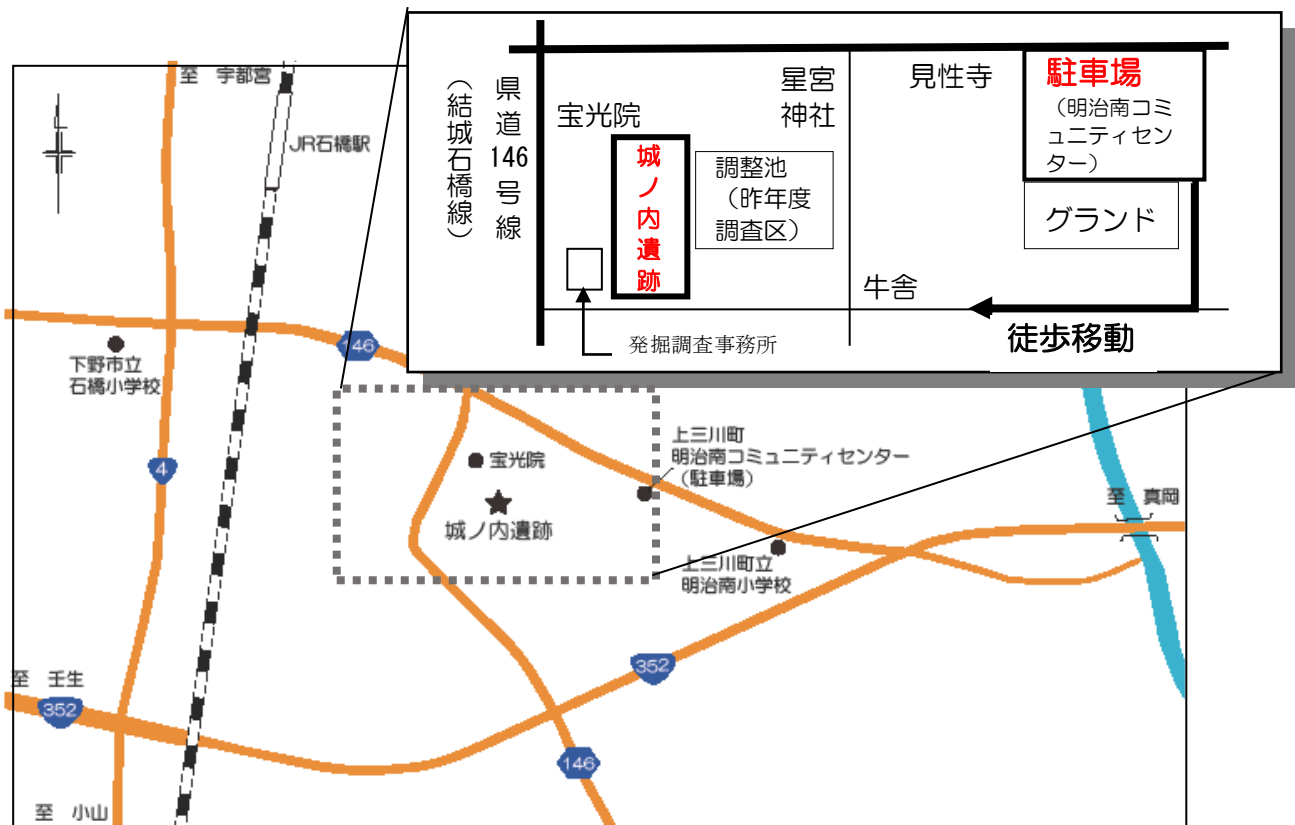 県道146号線
（結城石橋線）
宝光院
星宮
神社
見性寺
駐車場
（明治南コミ
ュニティセン
ター）
城ノ内遺跡
調整池
（昨年度
調査区）
グランド
牛舎
徒歩移動
発掘調査事務所
至　宇都宮
JR石橋駅
146
下野市立
石橋小学校
4
宝光院
城ノ内遺跡
上三川町
明治南コミュニティセンター
（駐車場）
至　真岡
上三川町立
明治南小学校
352
至　壬生
352
146
至　小山